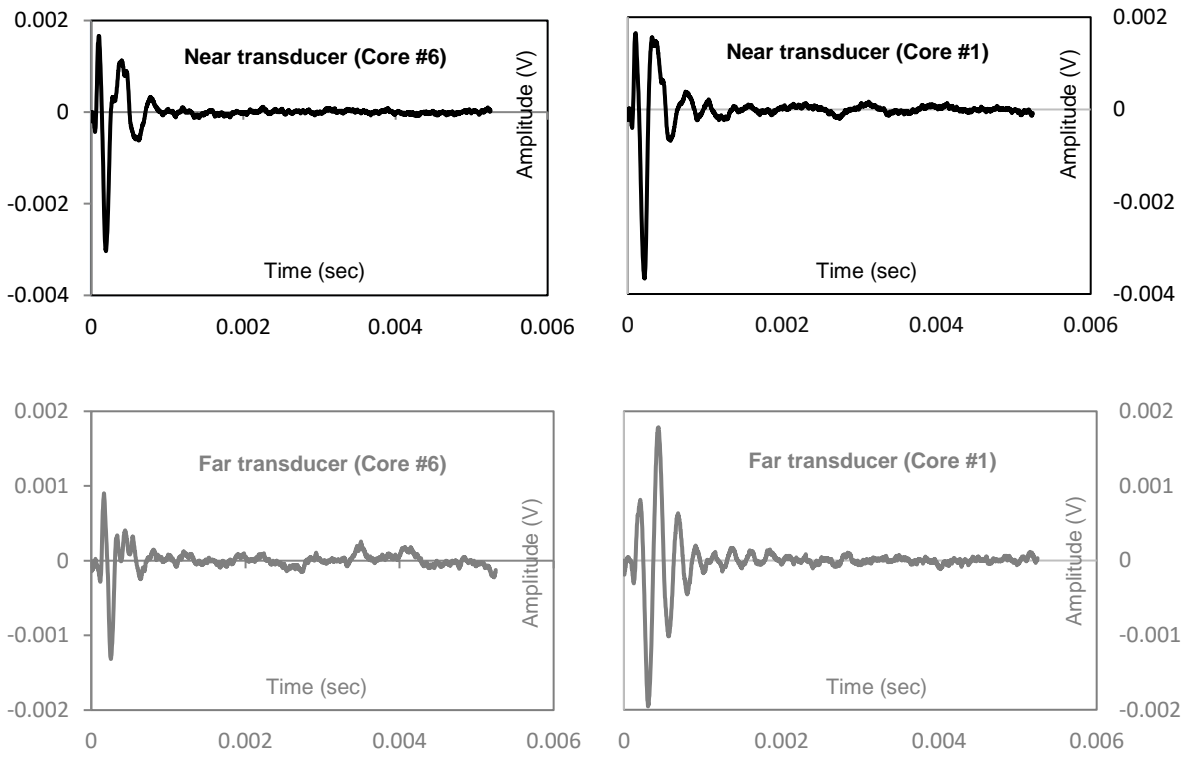 0.002
Near transducer (Core #6)
Amplitude (V)
0
-0.002
Time (sec)
-0.004
0 0.002 0.004 0.006
0.002
Near transducer (Core #1)
Amplitude (V)
0
-0.002
Time (sec)
-0.004
0 0.002 0.004 0.006
0.002
Far transducer (Core #6)
0.001
Amplitude (V)
0
-0.001
Time (sec)
-0.002
0 0.002 0.004 0.006
0.002
Far transducer (Core #1)
0.001
Amplitude (V)
0
-0.001
Time (sec)
-0.002
0 0.002 0.004 0.006